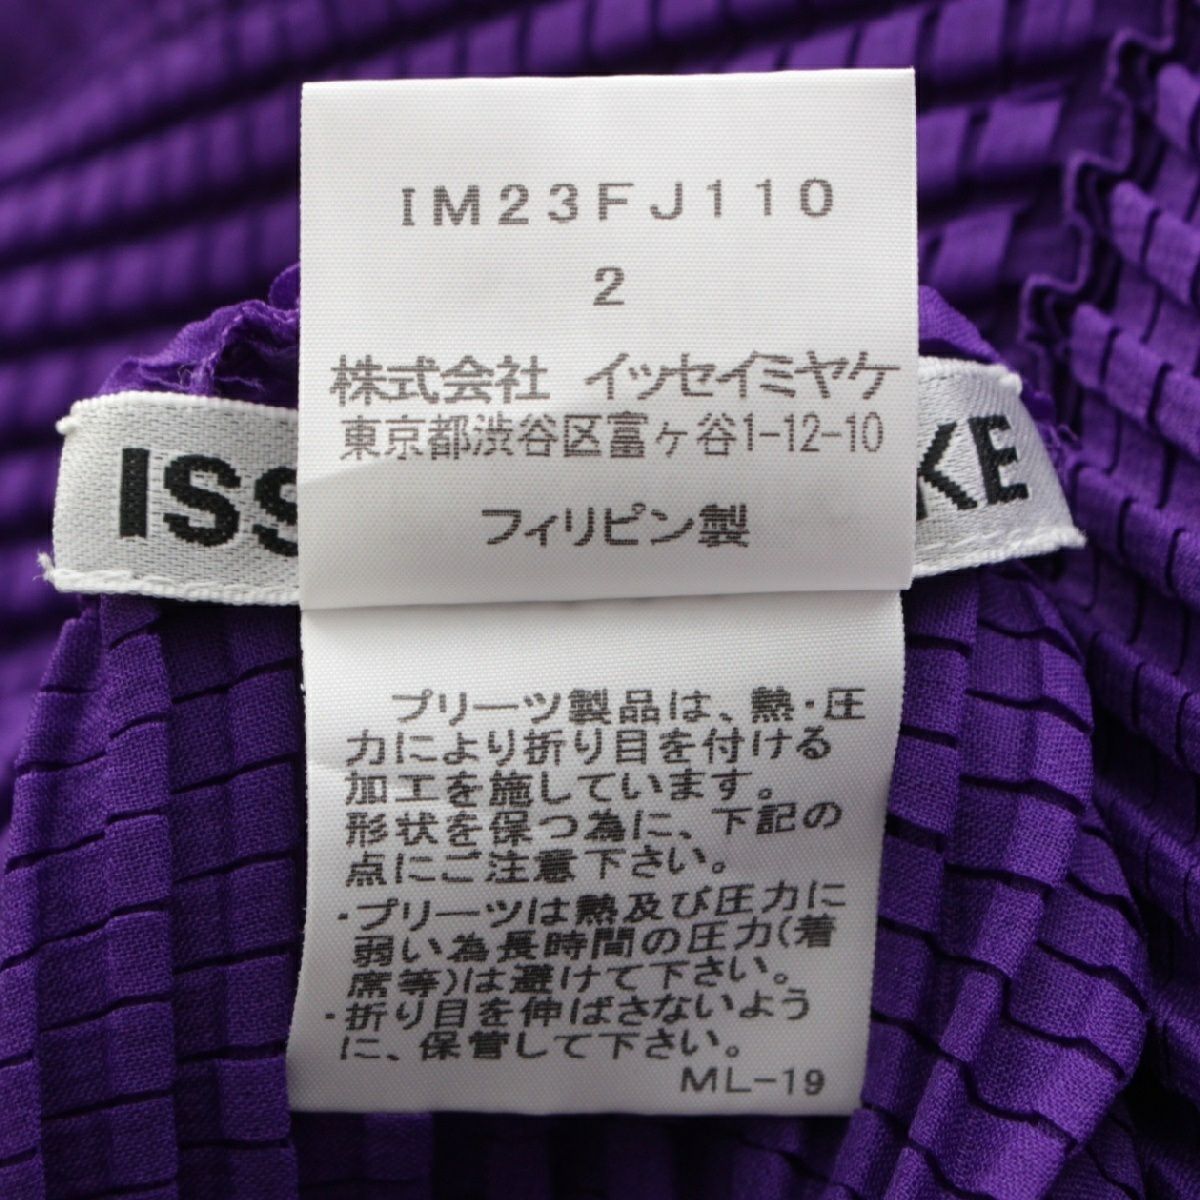 IM23FJ110
2
株式会社 イッセイミヤケ
東京都渋谷区富ヶ谷1-12-10
フィリピン製
ISS
KE
プリーツ製品は、熱・圧
力により折り目を付ける
加工を施しています。
形状を保つ為に、下記の
点にご注意下さい。
・プリーツは熱及び圧力に
弱い為長時間の圧力(着
席等)は避けて下さい。
・折り目を伸ばさないよう
に、保管して下さい。
ML-19